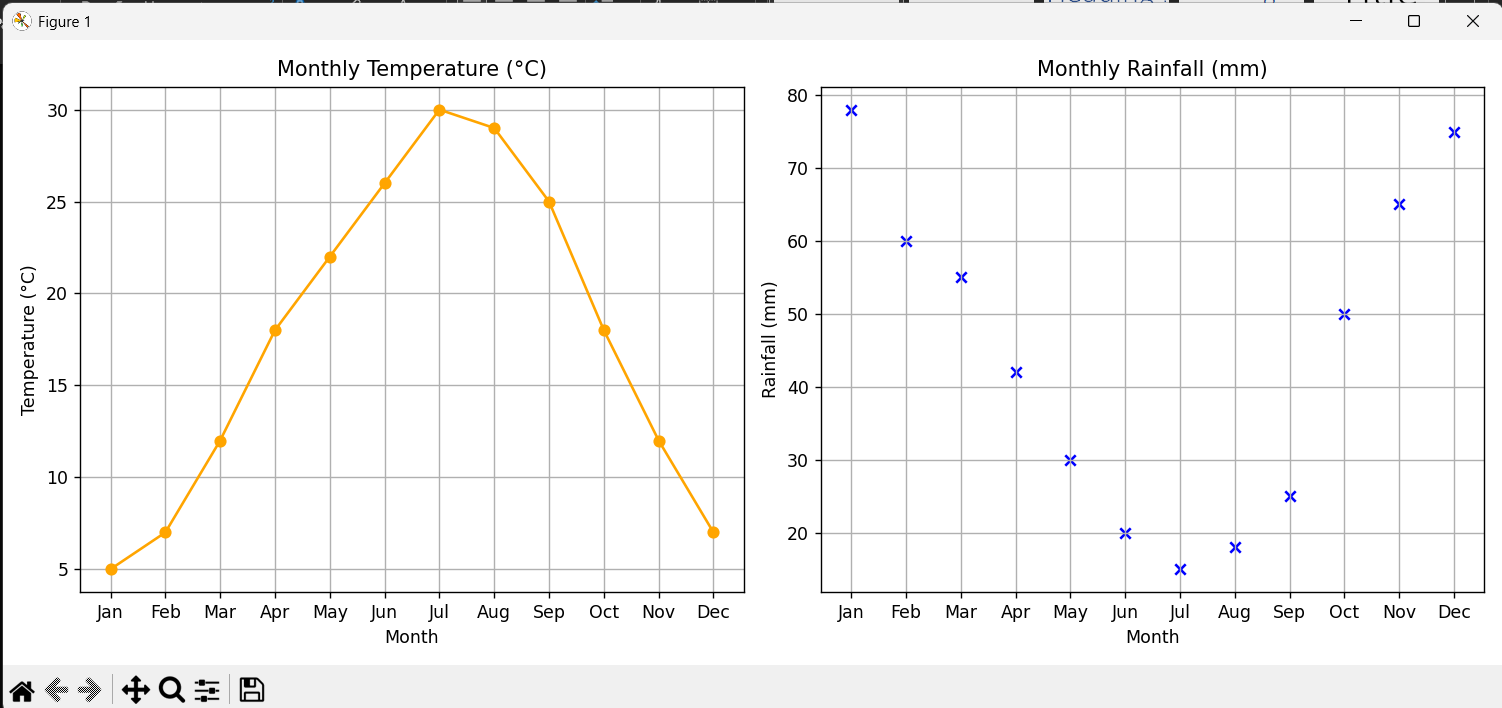 Figure 1
Monthly Temperature (°C)
30
25
20
15
10
5
Temperature (°C)
Jan Feb Mar Apr May Jun Jul Aug Sep Oct Nov Dec
Month
Monthly Rainfall (mm)
80
70
60
50
40
30
20
Rainfall (mm)
Jan Feb Mar Apr May Jun Jul Aug Sep Oct Nov Dec
Month